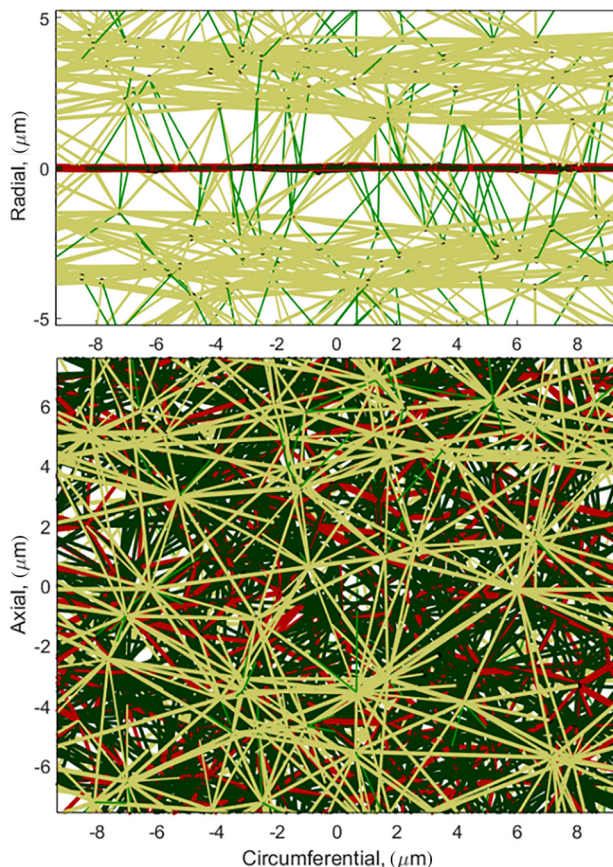 5
0
-5
Radial, (μm)
-8 -6 -4 -2 0 2 4 6 8
6
4
2
0
-2
-4
-6
Axial, (μm)
-8 -6 -4 -2 0 2 4 6 8
Circumferential, (μm)